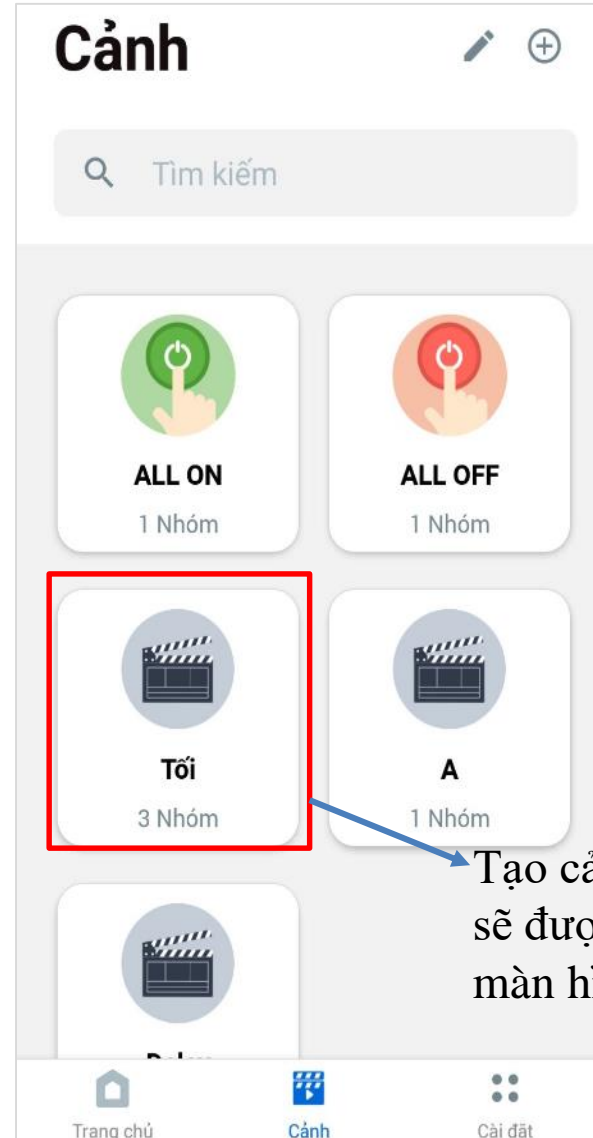 Cảnh
Tìm kiếm
ALL ON
1 Nhóm
ALL OFF
1 Nhóm
Tối
3 Nhóm
A
1 Nhóm
Tạo
sẽ
màn
Trang chủ
Cảnh
Cài đặt